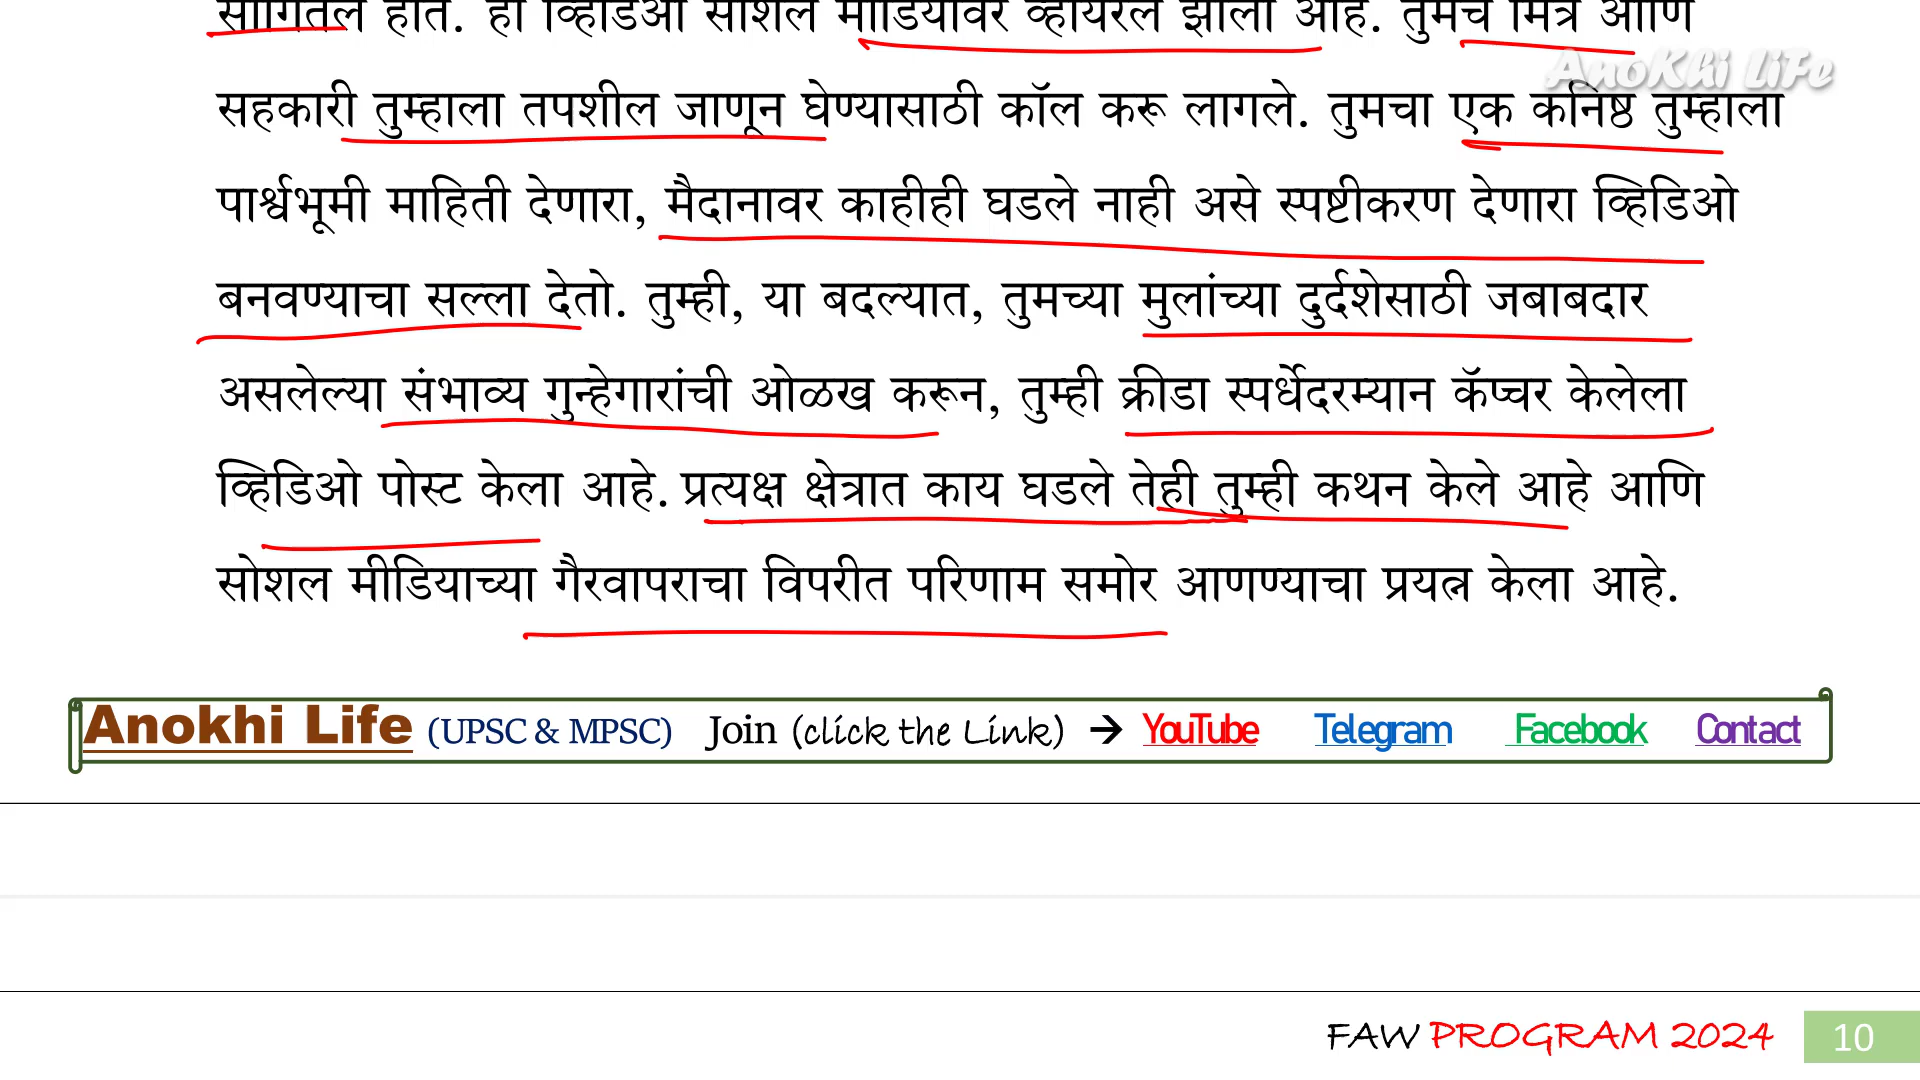 सांगितले होते. हा व्हिडिओ सोशल मीडियावर व्हायरल झाला आहे. तुमचे मित्र आणि
AnoKhi LiFe
सहकारी तुम्हाला तपशील जाणून घेण्यासाठी कॉल करू लागले. तुमचा एक कनिष्ठ तुम्हाला
पार्श्वभूमी माहिती देणारा, मैदानावर काहीही घडले नाही असे स्पष्टीकरण देणारा व्हिडिओ
बनवण्याचा सल्ला देतो. तुम्ही, या बदल्यात, तुमच्या मुलांच्या दुर्दशेसाठी जबाबदार
असलेल्या संभाव्य गुन्हेगारांची ओळख करून, तुम्ही क्रीडा स्पर्धेदरम्यान कॅप्चर केलेला
व्हिडिओ पोस्ट केला आहे. प्रत्यक्ष क्षेत्रात काय घडले तेही तुम्ही कथन केले आहे आणि
सोशल मीडियाच्या गैरवापराचा विपरीत परिणाम समोर आणण्याचा प्रयत्न केला आहे.
Anokhi Life (UPSC & MPSC) Join (click the Link) → YouTube Telegram Facebook Contact
FAW PROGRAM 2024 10